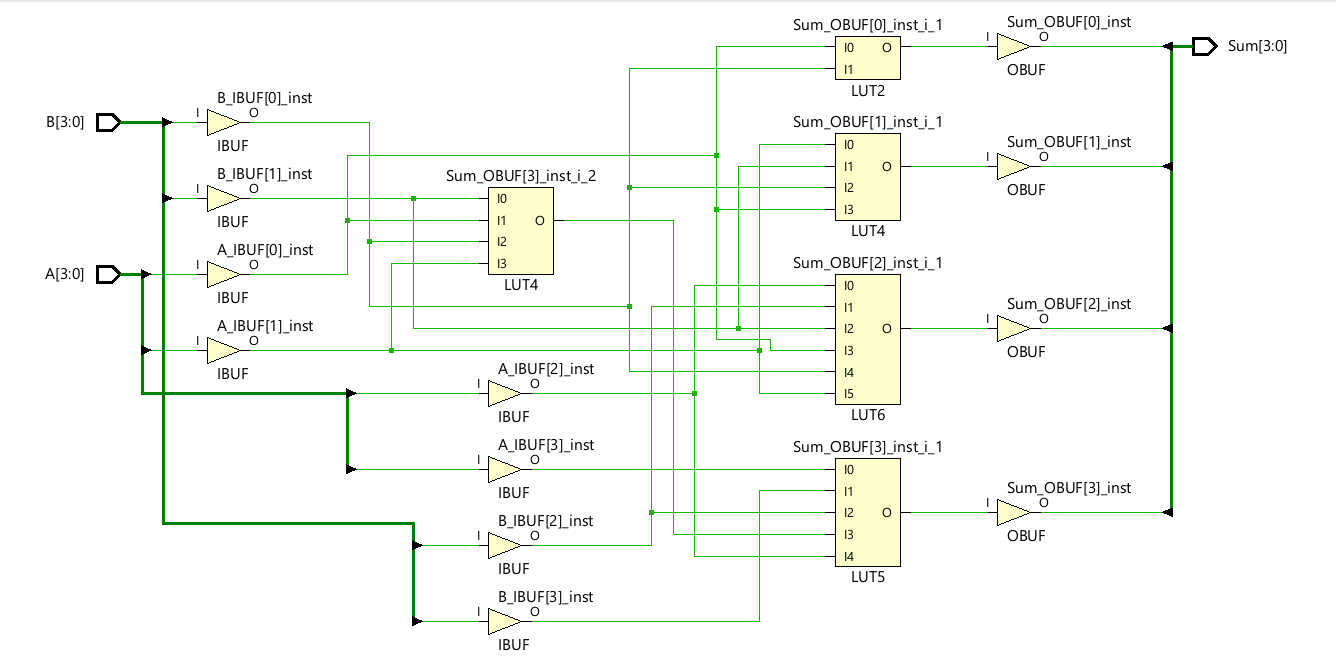 Sum_OBUF[0]_inst_i_1
I0 O
I1
LUT2
Sum_OBUF[0]_inst
I O
OBUF
Sum[3:0]
B[3:0]
B_IBUF[0]_inst
I O
IBUF
Sum_OBUF[1]_inst_i_1
I0
I1 O
I2
I3
LUT4
Sum_OBUF[1]_inst
I O
OBUF
B_IBUF[1]_inst
I O
IBUF
Sum_OBUF[3]_inst_i_2
I0
I1 O
I2
I3
LUT4
A[3:0]
A_IBUF[0]_inst
I O
IBUF
Sum_OBUF[2]_inst_i_1
I0
I1
I2 O
I3
I4
I5
LUT6
Sum_OBUF[2]_inst
I O
OBUF
A_IBUF[1]_inst
I O
IBUF
A_IBUF[2]_inst
I O
IBUF
A_IBUF[3]_inst
I O
IBUF
Sum_OBUF[3]_inst_i_1
I0
I1
I2 O
I3
I4
LUT5
Sum_OBUF[3]_inst
I O
OBUF
B_IBUF[2]_inst
I O
IBUF
B_IBUF[3]_inst
I O
IBUF